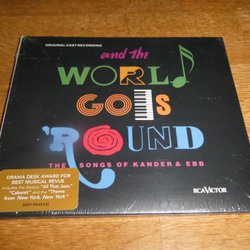 ORIGINAL CAST RECORDING
and the
WORLD
GOES
'ROUND
THE SONGS OF KANDER & EBB
DRAMA DESK AWARD FOR
BEST MUSICAL REVUE
Includes the classics "All That Jazz,"
"Cabaret" and the "Theme
from New York, New York"
RCA VICTOR